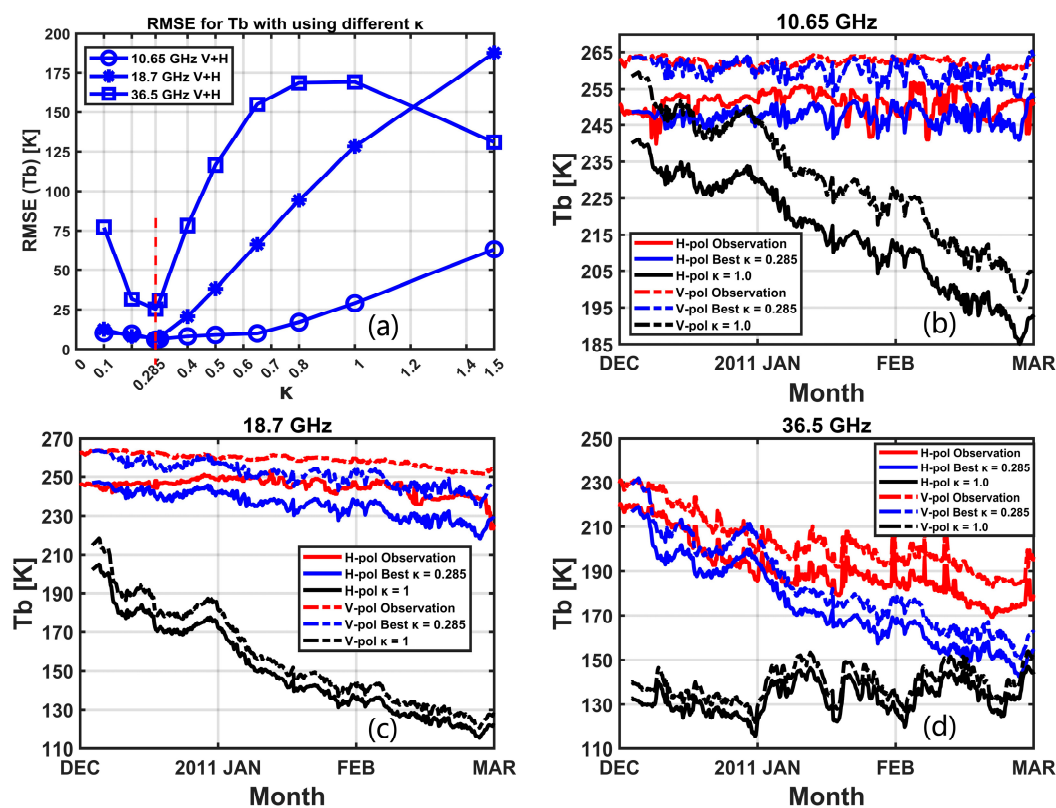 RMSE for Tb with using different κ
200
175
150
125
100
75
50
25
0
RMSE (Tb) [K]
10.65 GHz V+H
18.7 GHz V+H
36.5 GHz V+H
(a)
0
0.1
0.285
0.4
0.5
0.6
0.7
0.8
1
1.2
1.4
1.5
κ
10.65 GHz
265
255
245
235
225
215
205
195
185
Tb [K]
H-pol Observation
H-pol Best κ = 0.285
H-pol κ = 1.0
V-pol Observation
V-pol Best κ = 0.285
V-pol κ = 1.0
(b)
DEC
2011 JAN
FEB
MAR
Month
18.7 GHz
270
250
230
210
190
170
150
130
110
Tb [K]
H-pol Observation
H-pol Best κ = 0.285
H-pol κ = 1
V-pol Observation
V-pol Best κ = 0.285
V-pol κ = 1
(c)
DEC
2011 JAN
FEB
MAR
Month
36.5 GHz
250
230
210
190
170
150
130
110
Tb [K]
H-pol Observation
H-pol Best κ = 0.285
H-pol κ = 1.0
V-pol Observation
V-pol Best κ = 0.285
V-pol κ = 1.0
(d)
DEC
2011 JAN
FEB
MAR
Month